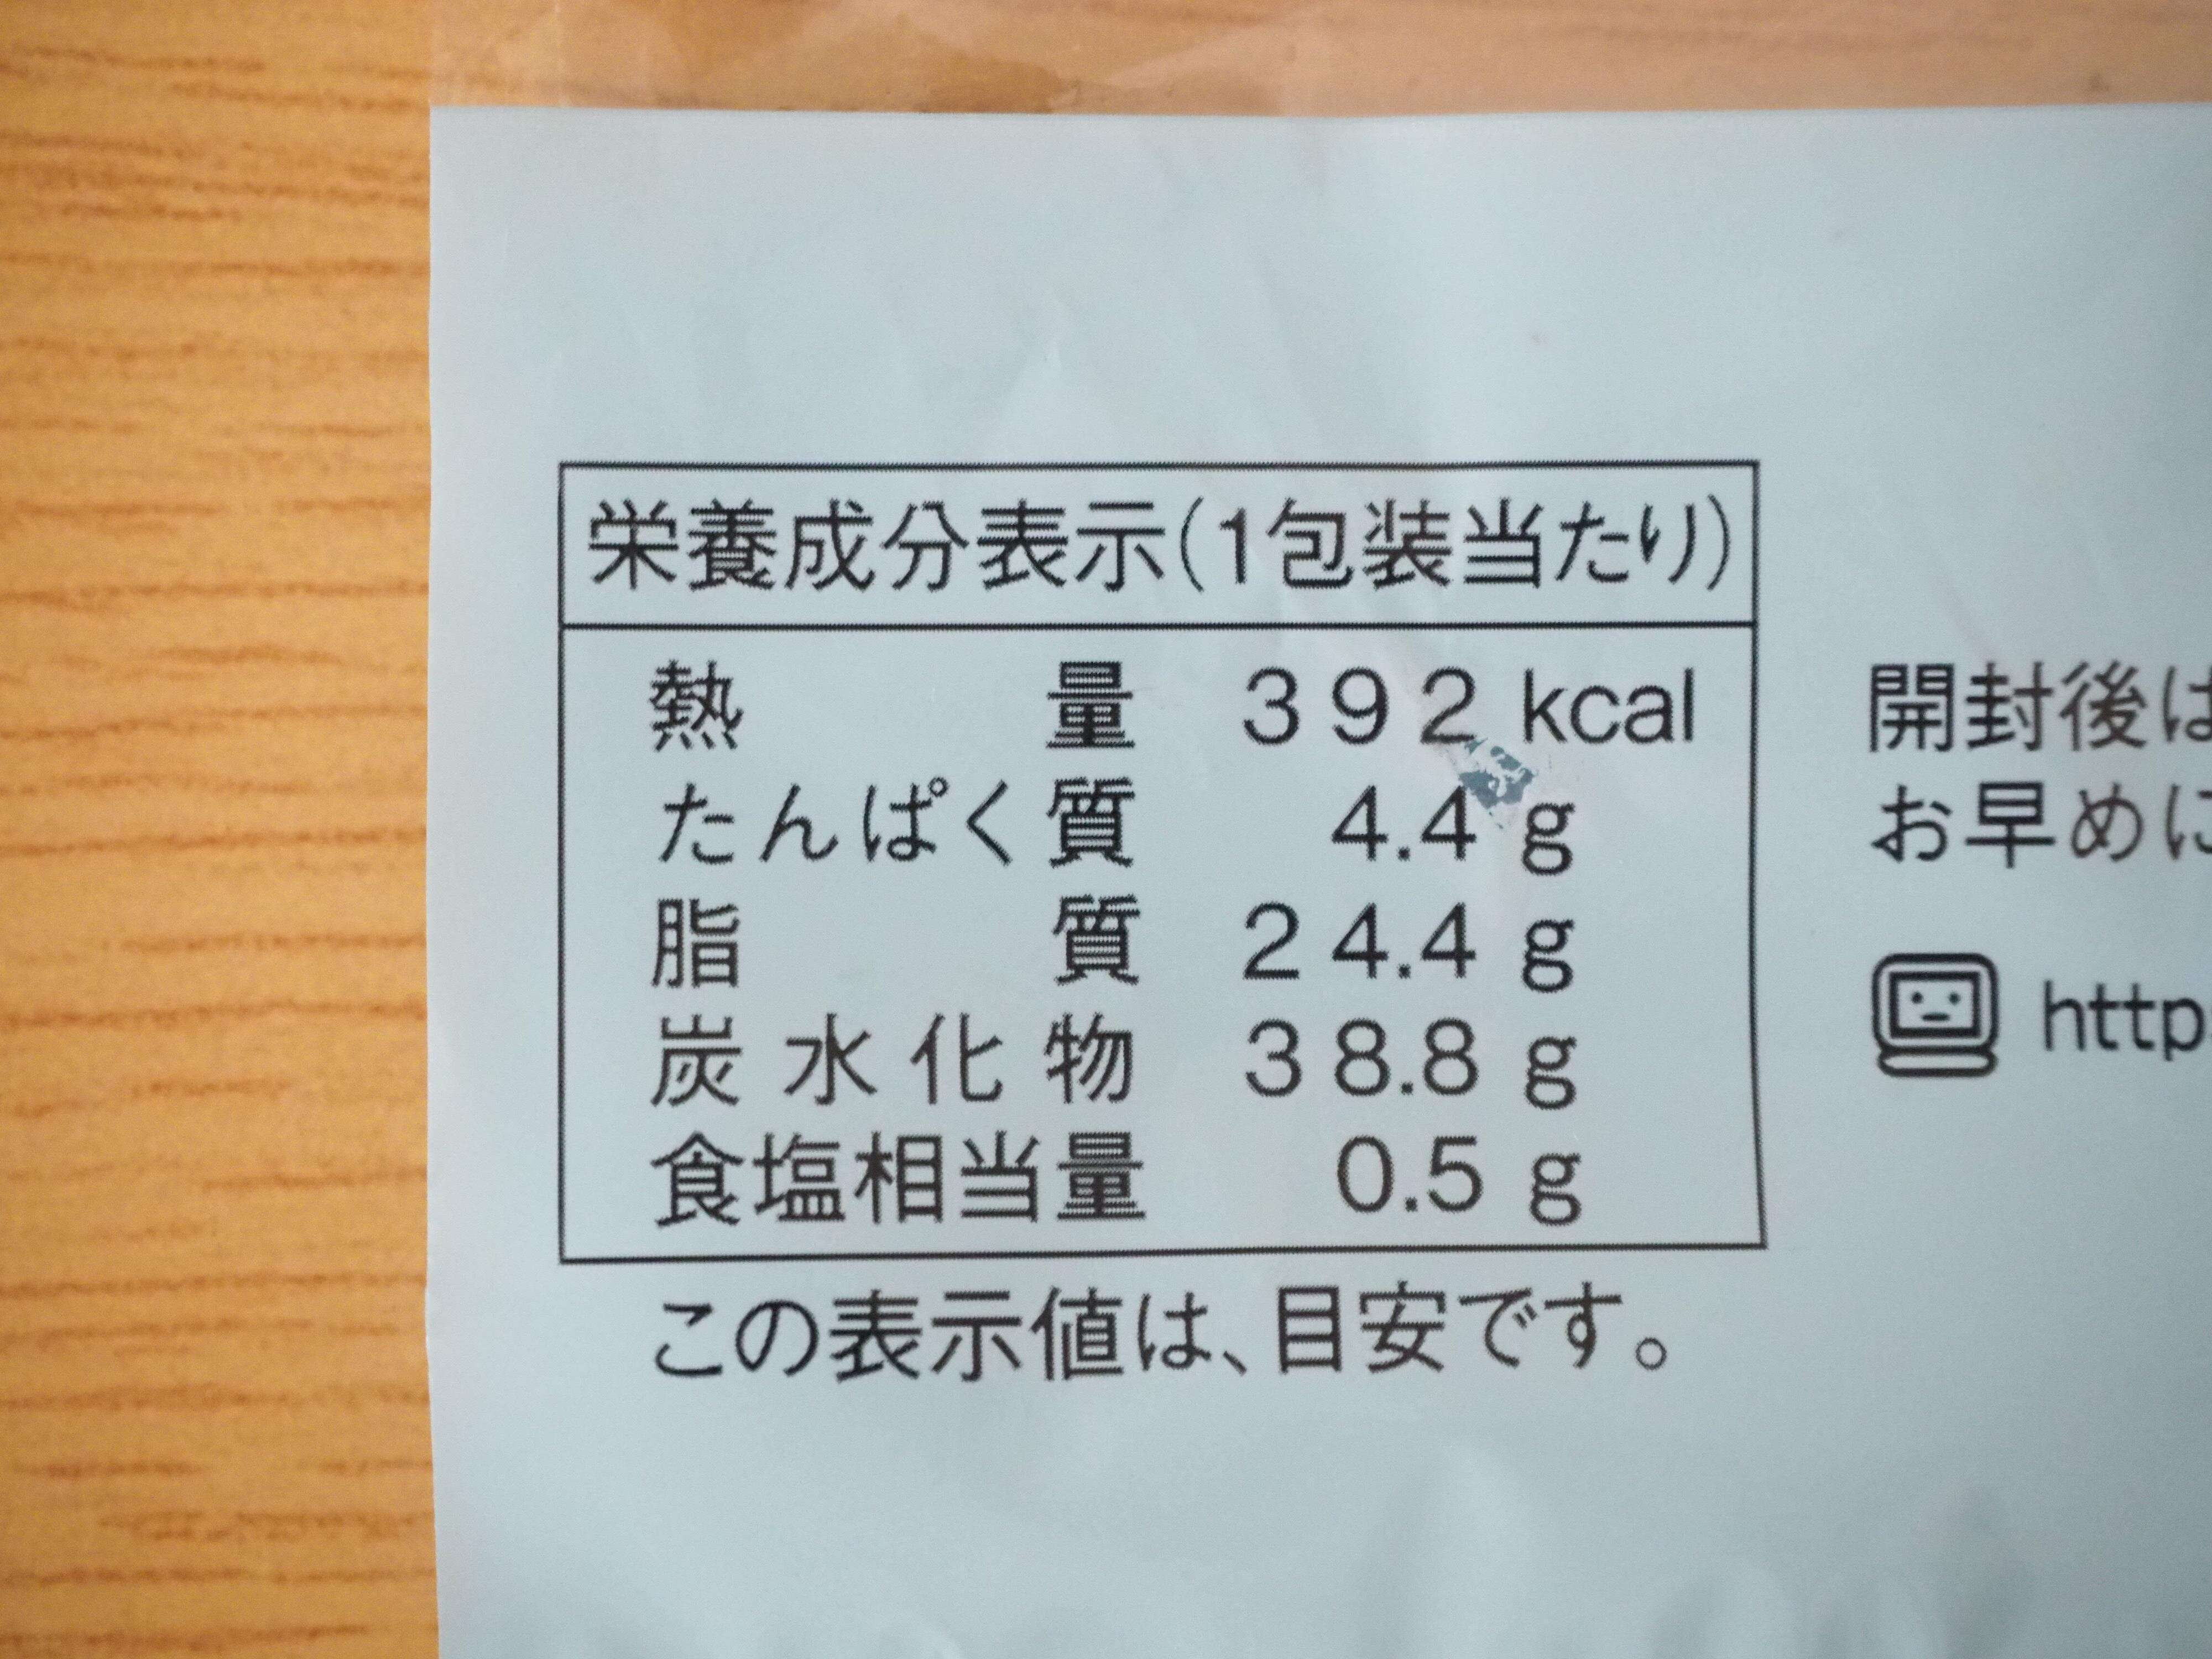 栄養成分表示(1包装当たり)
熱量 392 kcal
たんぱく質 4.4 g
脂質 24.4 g
炭水化物 38.8 g
食塩相当量 0.5 g
この表示値は、目安です。
開封後は
お早めに
http